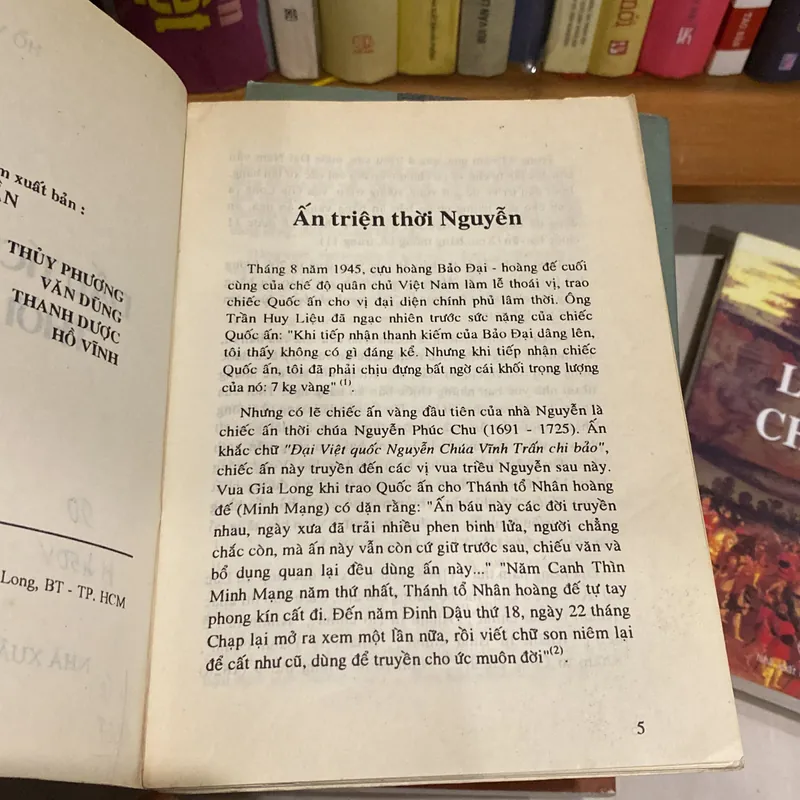 m xuất bản :
THỦY PHƯƠNG
VĂN DŨNG
THANH DƯỢC
HỒ VĨNH
Long, BT - TP. HCM
Ấn triện thời Nguyễn
Tháng 8 năm 1945, cựu hoàng Bảo Đại - hoàng đế cuối
cùng của chế độ quân chủ Việt Nam làm lễ thoái vị, trao
chiếc Quốc ấn cho vị đại diện chính phủ lâm thời. Ông
Trần Huy Liệu đã ngạc nhiên trước sức nặng của chiếc
Quốc ấn: "Khi tiếp nhận thanh kiếm của Bảo Đại dâng lên,
tôi thấy không có gì đáng kể. Nhưng khi tiếp nhận chiếc
Quốc ấn, tôi đã phải chịu đựng bất ngờ cái khối trọng lượng
của nó: 7 kg vàng" (1).
Nhưng có lẽ chiếc ấn vàng đầu tiên của nhà Nguyễn là
chiếc ấn thời chúa Nguyễn Phúc Chu (1691 - 1725). Ấn
khắc chữ "Đại Việt quốc Nguyễn Chúa Vĩnh Trấn chi bảo",
chiếc ấn này truyền đến các vị vua triều Nguyễn sau này.
Vua Gia Long khi trao Quốc ấn cho Thánh tổ Nhân hoàng
đế (Minh Mạng) có dặn rằng: "Ấn báu này các đời truyền
nhau, ngày xưa đã trải nhiều phen binh lửa, người chẳng
chắc còn, mà ấn này vẫn còn cứ giữ trước sau, chiếu văn và
bổ dụng quan lại đều dùng ấn này..." "Năm Canh Thìn
Minh Mạng năm thứ nhất, Thánh tổ Nhân hoàng đế tự tay
phong kín cất đi. Đến năm Đinh Dậu thứ 18, ngày 22 tháng
Chạp lại mở ra xem một lần nữa, rồi viết chữ son niêm lại
để cất như cũ, dùng để truyền cho ức muôn đời"(2).
5